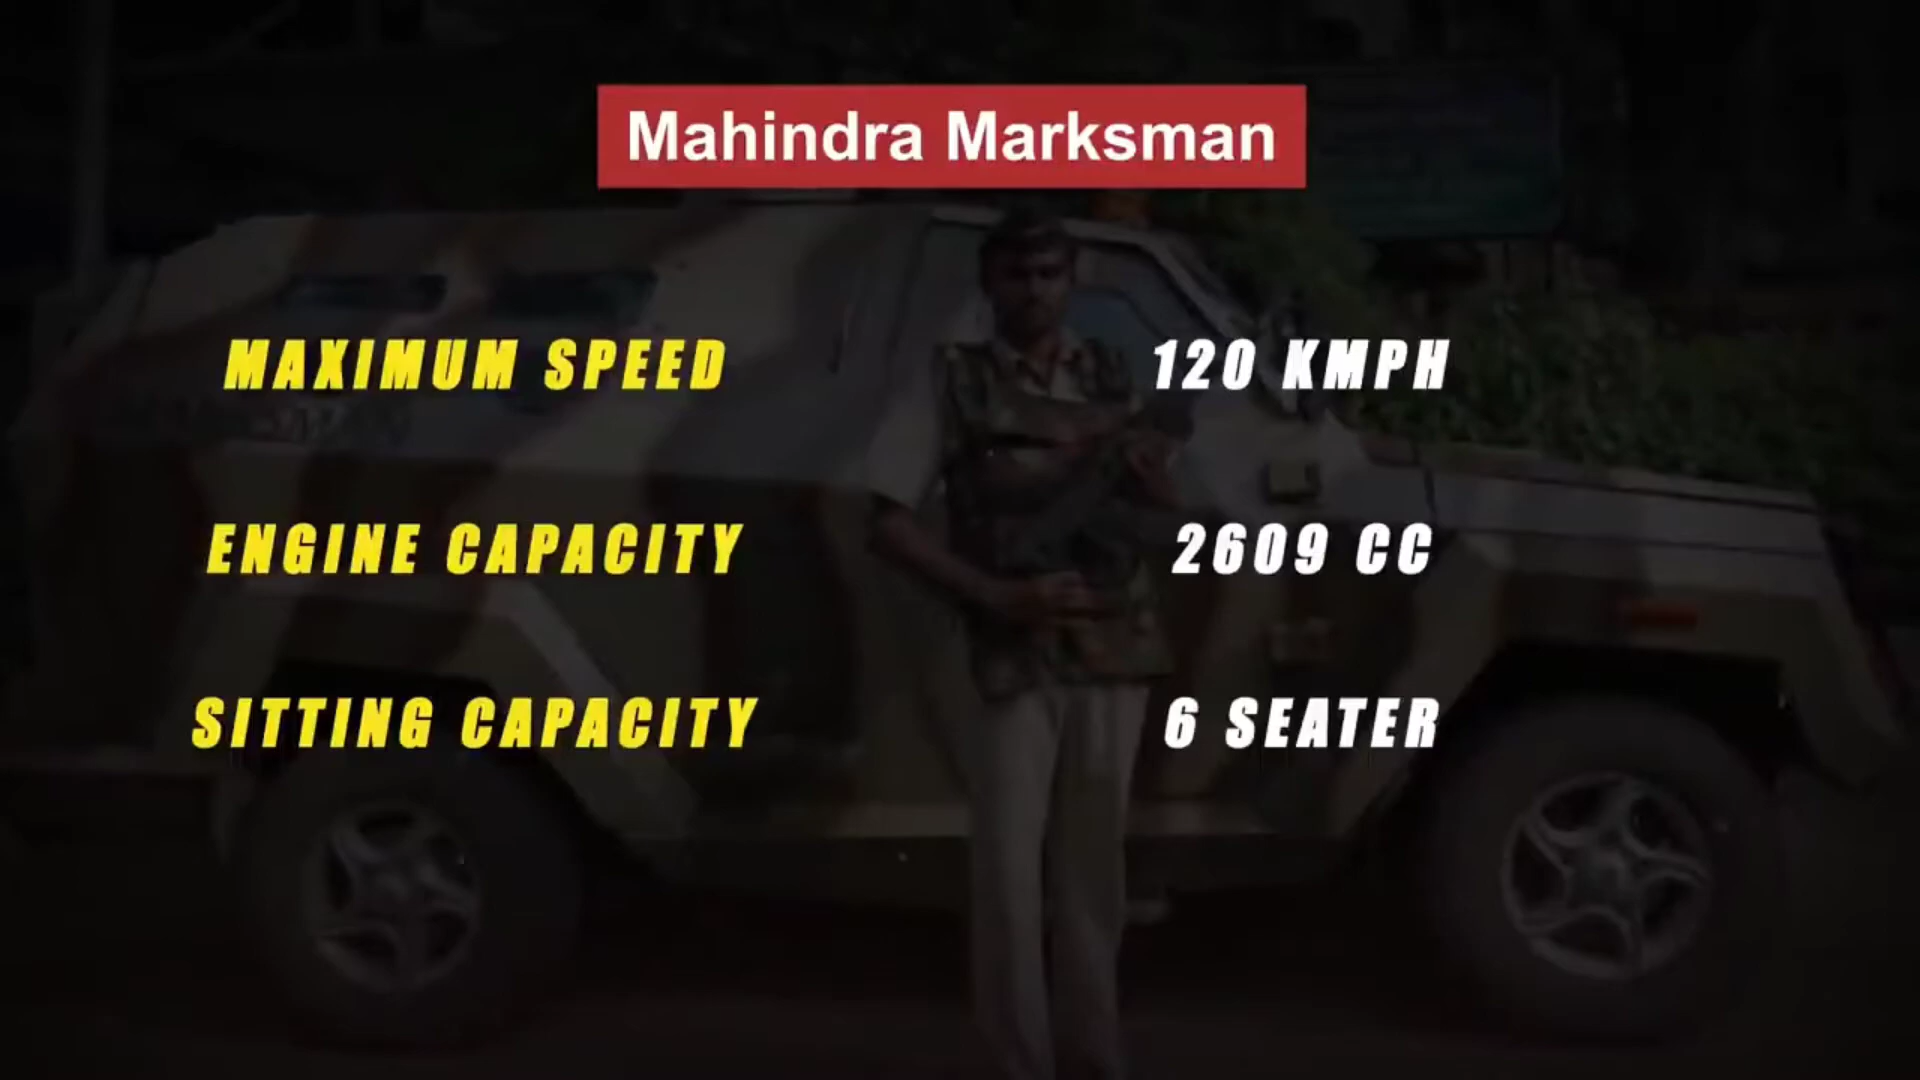 Mahindra Marksman
MAXIMUM SPEED 120 KMPH
ENGINE CAPACITY 2609 CC
SITTING CAPACITY 6 SEATER